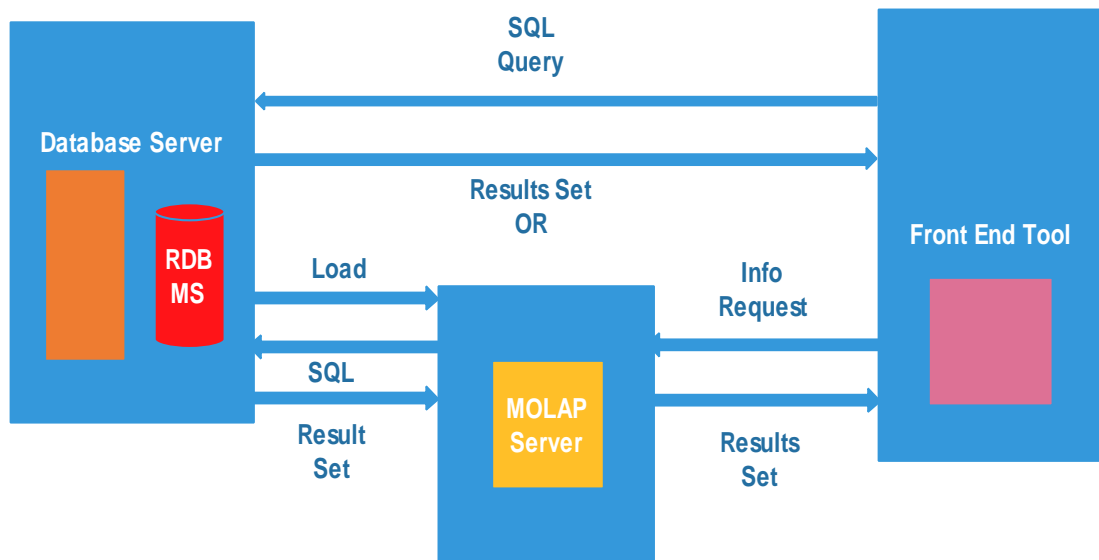 SQL
Query
Database Server
Results Set
OR
RDB
MS
Front End Tool
Load
Info
Request
SQL
MOLAP
Server
Result
Set
Results
Set